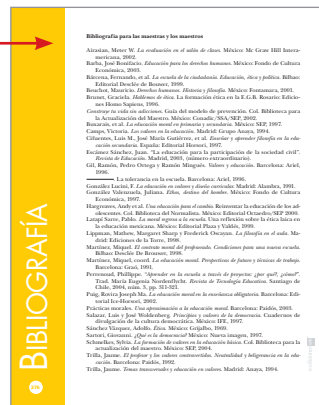 Bibliografía para las maestras y los maestros
Airasian, Meter W. La evaluación en el salón de clases. México: Mc Graw Hill Intera-
mericana, 2002.
Barba, José Bonifacio. Educación para los derechos humanos. México: Fondo de Cultura
Económica, 2003.
Bárcena, Fernando, et al. La escuela de la ciudadanía. Educación, ética y política. Bilbao:
Editorial Desclée de Bouwer, 1999.
Beuchot, Mauricio. Derechos humanos. Historia y filosofía. México: Fontamara, 2001.
Brunet, Graciela. Hablemos de ética. La formación ética en la E.G.B. Rosario: Edicio-
nes Homo Sapiens, 1996.
Construye tu vida sin adicciones. Guía del modelo de prevención. Col. Biblioteca para
la Actualización del Maestro. México: Conadic/SSA/SEP, 2002.
Buxarais, et al. La educación moral en primaria y secundaria. México: SEP, 1997.
Camps, Victoria. Los valores en la educación. Madrid: Grupo Anaya, 1994.
Cifuentes, Luis M., José María Gutiérrez, et al. Enseñar y aprender filosofía en la edu-
cación secundaria. España: Editorial Horsori, 1997.
Escámez Sánchez, Juan. "La educación para la participación de la sociedad civil".
Revista de Educación. Madrid, 2003, (número extraordinario).
Gil, Ramón, Pedro Ortega y Ramón Mínguez. Valores y educación. Barcelona: Ariel,
1996.
La tolerancia en la escuela. Barcelona: Ariel, 1996.
González Lucini, F. La educación en valores y diseño curricular. Madrid: Alambra, 1991.
González Valenzuela, Juliana. Ethos, destino del hombre. México: Fondo de Cultura
Económica, 1997.
Hargreaves, Andy et al. Una educación para el cambio. Reinventar la educación de los ad-
olescentes. Col. Biblioteca del Normalista. México: Editorial Octaedro/SEP 2000.
Latapí Sarre, Pablo. La moral regresa a la escuela. Una reflexión sobre la ética laica en
la educación mexicana. México: Editorial Plaza y Valdés, 1999.
Lippman, Mathew, Margaret Sharp y Frederick Oscayan. La filosofía en el aula. Ma-
drid: Ediciones de la Torre, 1998.
Martínez, Miquel. El contrato moral del profesorado. Condiciones para una nueva escuela.
Bilbao: Desclée De Brouwer, 1998.
Martínez, Miquel, coord. La educación moral. Perspectivas de futuro y técnicas de trabajo.
Barcelona: Graó, 1991.
Perrenoud, Phillippe. "Aprender en la escuela a través de proyectos: ¿por qué?, ¿cómo?".
Trad. María Eugenia Nordenflycht. Revista de Tecnología Educativa. Santiago de
Chile, 2004, núm. 3, pp. 311-321.
Puig, Rovira Joseph Ma. La educación moral en la enseñanza obligatoria. Barcelona: Edi-
torial Ice-Horsori, 2002.
Prácticas morales. Una aproximación a la educación moral. Barcelona: Paidós, 2003.
Salazar, Luis y José Woldenberg. Principios y valores de la democracia. Cuadernos de
divulgación de la cultura democrática. México: IFE, 1997.
Sánchez Vázquez, Adolfo. Ética. México: Grijalbo, 1969.
Sartori, Giovanni. ¿Qué es la democracia? México: Nueva imagen, 1997.
Schmelkes, Sylvia. La formación de valores en la educación básica. Col. Biblioteca para la
actualización del maestro. México: SEP, 2004.
Trilla, Jaume. El profesor y los valores controvertidos. Neutralidad y beligerancia en la edu-
cación. Barcelona: Paidós, 1992.
Trilla, Jaume. Temas transversales y educación en valores. Madrid: Anaya, 1994.
BIBLIOGRAFÍA